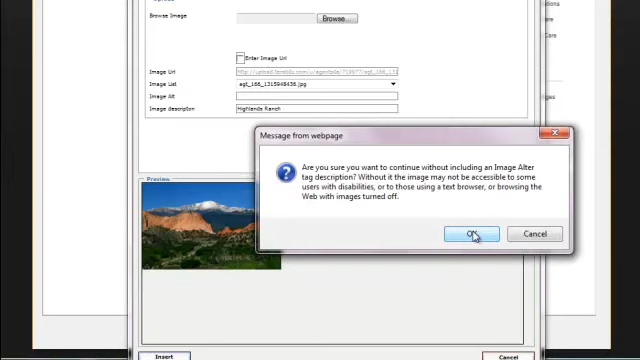 Browse Image
Browse...
Enter Image Url
Image Url
Image List
agt_166_1315948436.jpg
Image Alt
Image description
Highlands Ranch
Message from webpage
Are you sure you want to continue without including an Image Alter
tag description? Without it the image may not be accessible to some
users with disabilities, or to those using a text browser, or browsing the
Web with images turned off.
OK
Cancel
Preview
Insert
Cancel